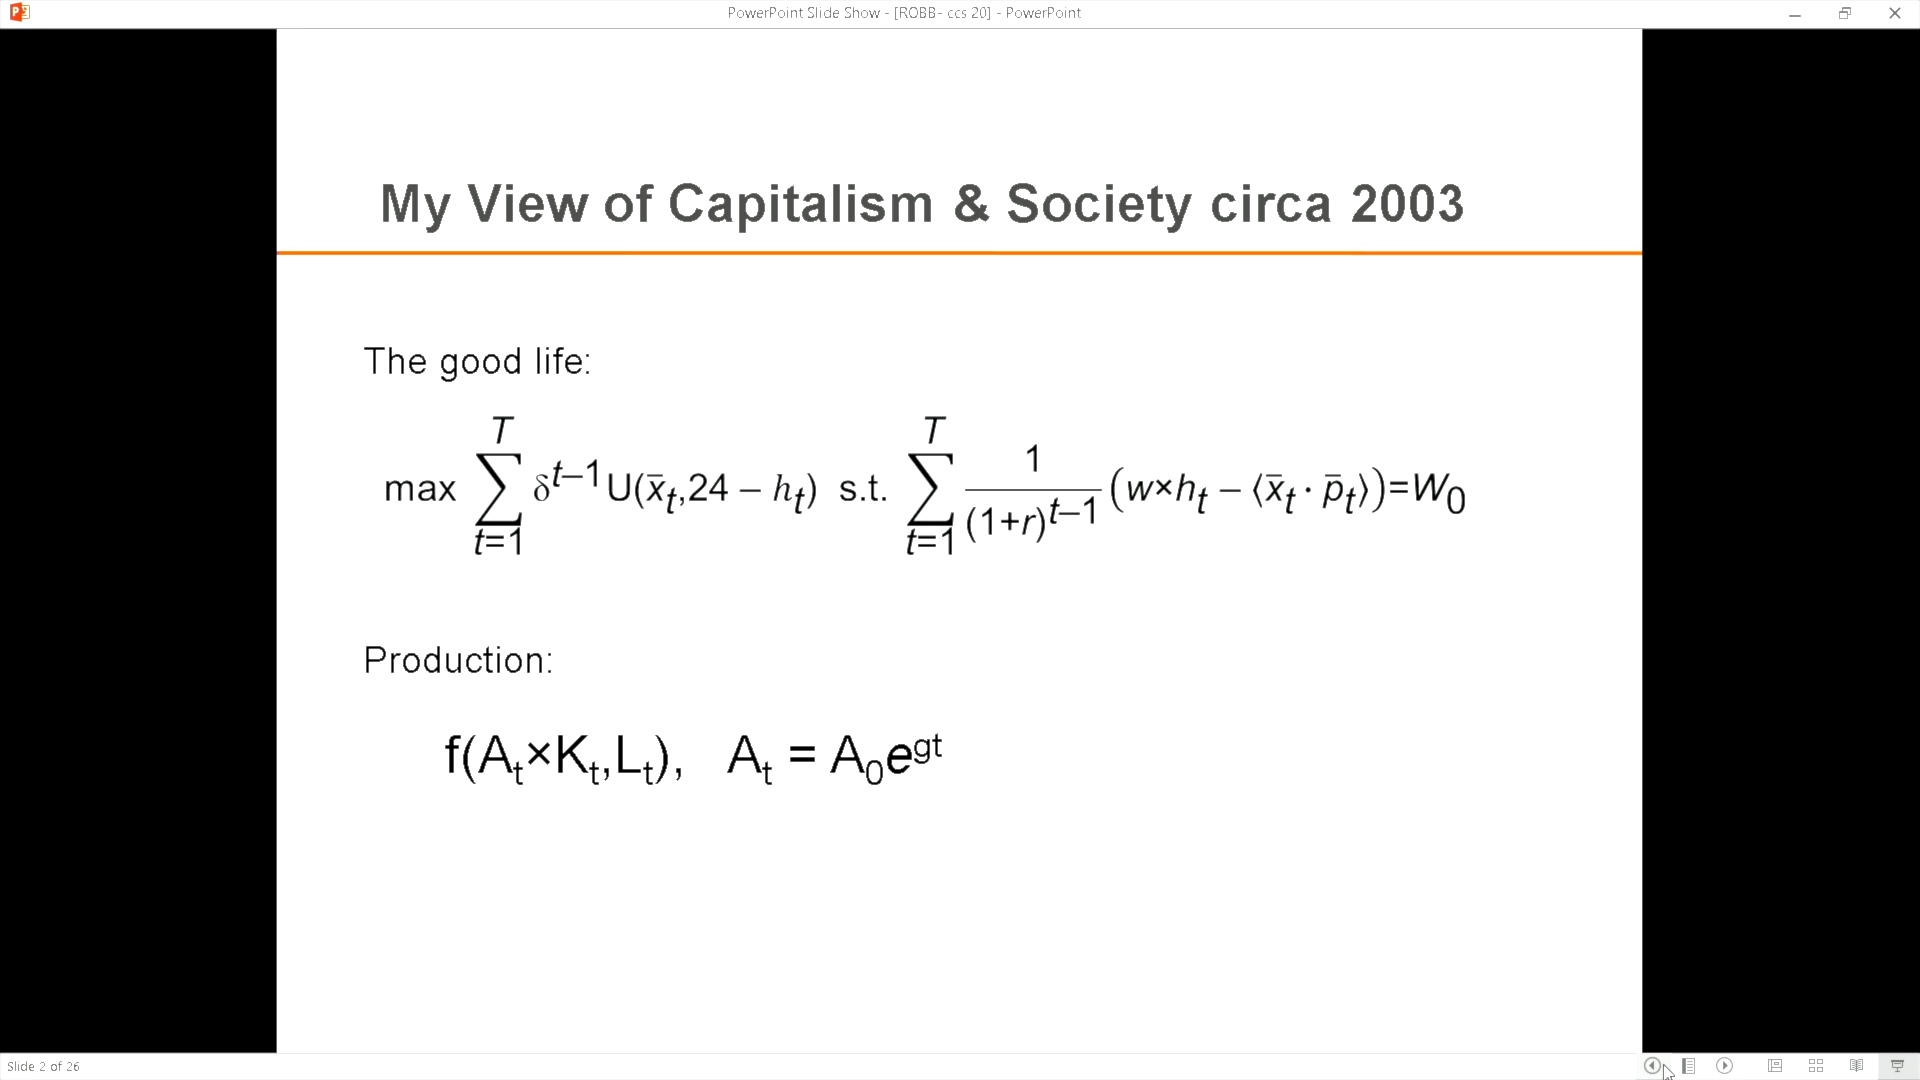 PowerPoint Slide Show - [ROBB- ccs 20] - PowerPoint
My View of Capitalism & Society circa 2003
The good life:
max ∑_{t=1}^{T} δ^{t–1} U(x̄_t,24 – h_t) s.t. ∑_{t=1}^{T} 1/(1+r)^{t–1} (w×h_t – ⟨x̄_t · p̄_t⟩)=W_0
Production:
f(A_t×K_t,L_t), A_t = A_0e^{gt}
Slide 2 of 26